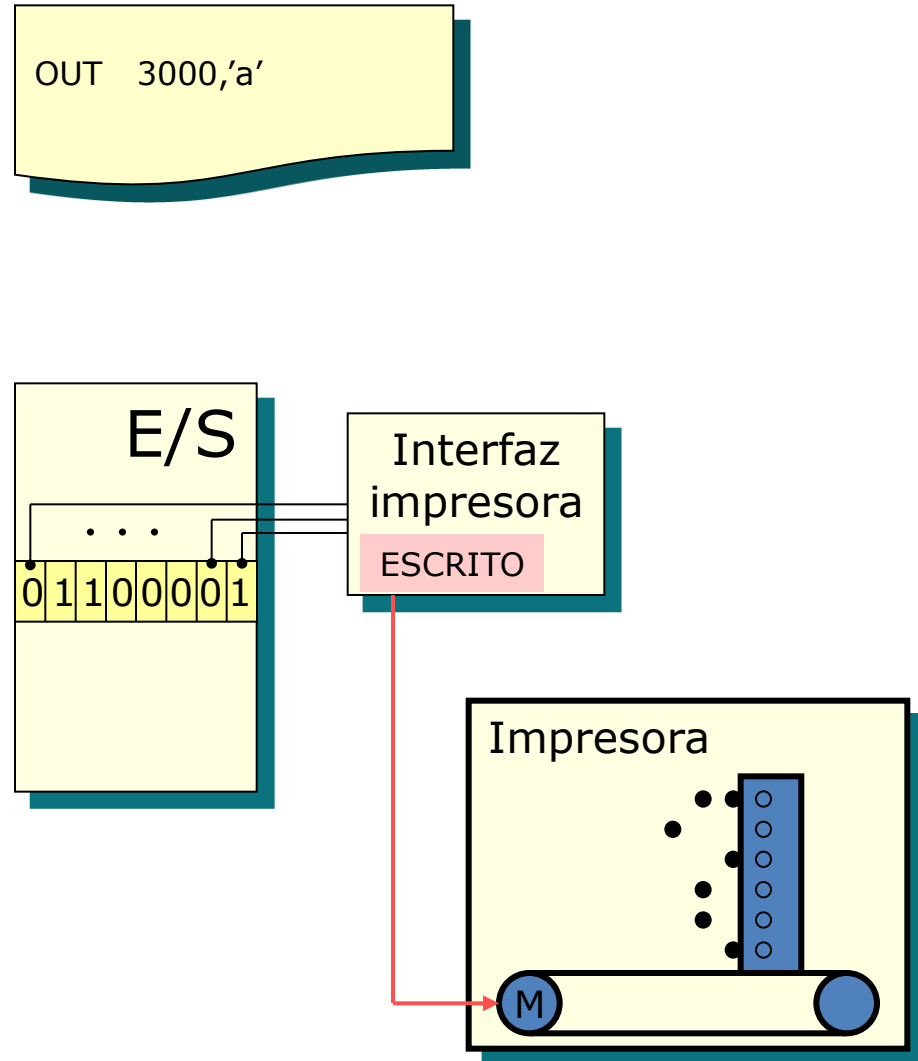 OUT 3000,’a’
E/S
. . .
0 1 1 0 0 0 0 1
Interfaz
impresora
ESCRITO
Impresora
M